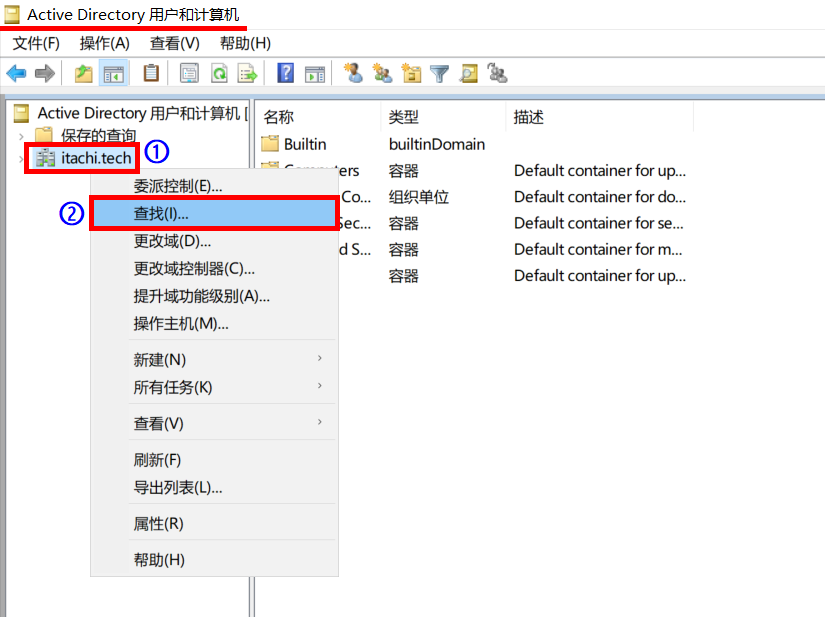 Active Directory 用户和计算机
文件(F) 操作(A) 查看(V) 帮助(H)
Active Directory 用户和计算机 [
保存的查询
itachi.tech
①
②
委派控制(E)...
查找(I)...
更改域(D)...
更改域控制器(C)...
提升域功能级别(A)...
操作主机(M)...
新建(N)
所有任务(K)
查看(V)
刷新(F)
导出列表(L)...
属性(R)
帮助(H)
名称 类型 描述
Builtin builtinDomain
Computers 容器 Default container for up...
Co... 组织单位 Default container for do...
Sec... 容器 Default container for se...
d S... 容器 Default container for m...
容器 Default container for up...